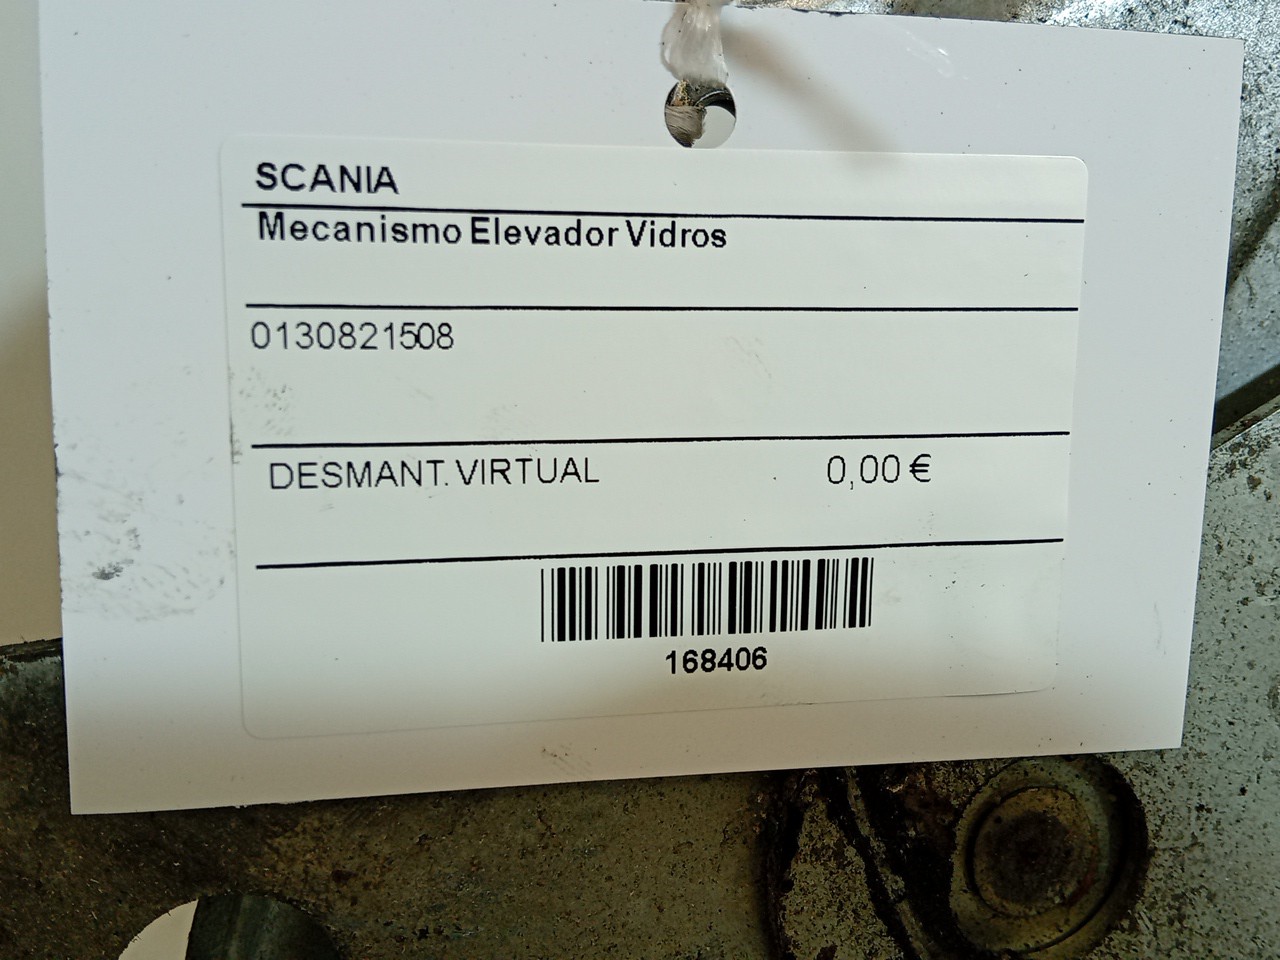 SCANIA
Mecanismo Elevador Vidros
0130821508
DESMANT. VIRTUAL 0,00 €
168406